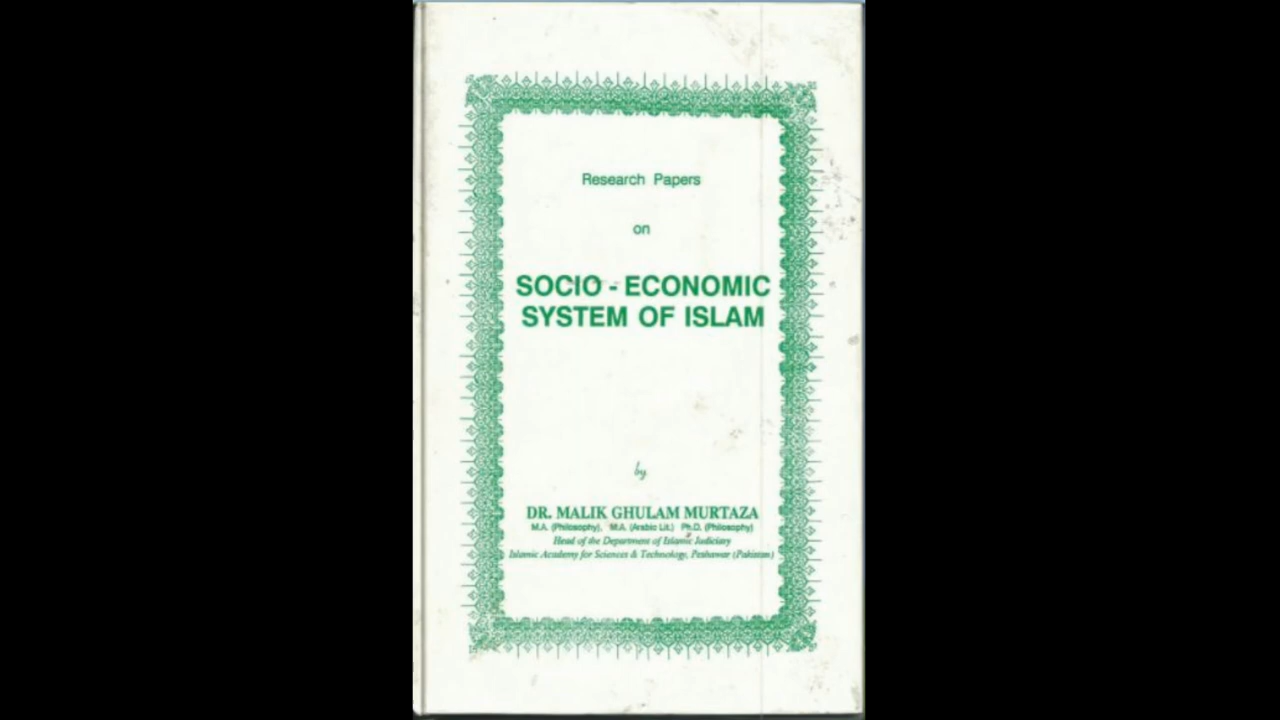 Research Papers
on
SOCIO - ECONOMIC
SYSTEM OF ISLAM
by
DR. MALIK GHULAM MURTAZA
M.A. (Philosophy), M.A. (Arabic Lit.) Ph.D. (Philosophy)
Head of the Department of Islamic Judiciary
Islamic Academy for Sciences & Technology, Peshawar (Pakistan)